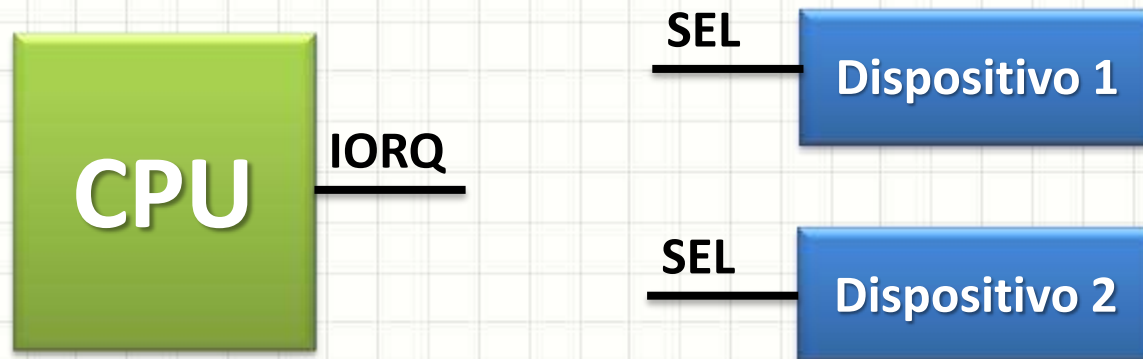 SEL
Dispositivo 1
CPU
IORQ
SEL
Dispositivo 2